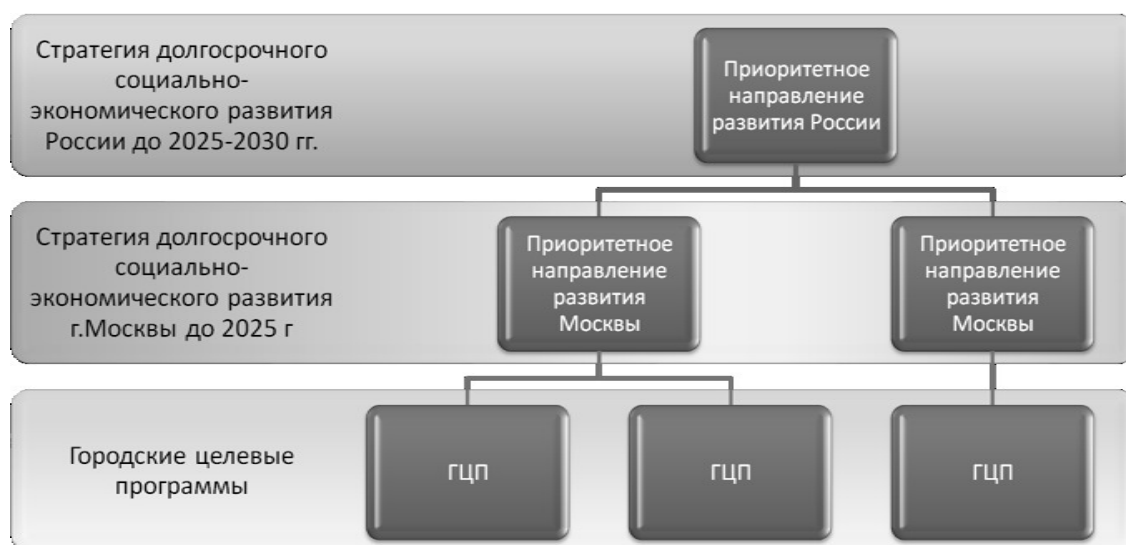 Стратегия долгосрочного
социально-
экономического развития
России до 2025-2030 гг.
Приоритетное
направление
развития России
Стратегия долгосрочного
социально-
экономического развития
г.Москвы до 2025 г
Приоритетное
направление
развития
Москвы
Приоритетное
направление
развития
Москвы
Городские целевые
программы
ГЦП
ГЦП
ГЦП